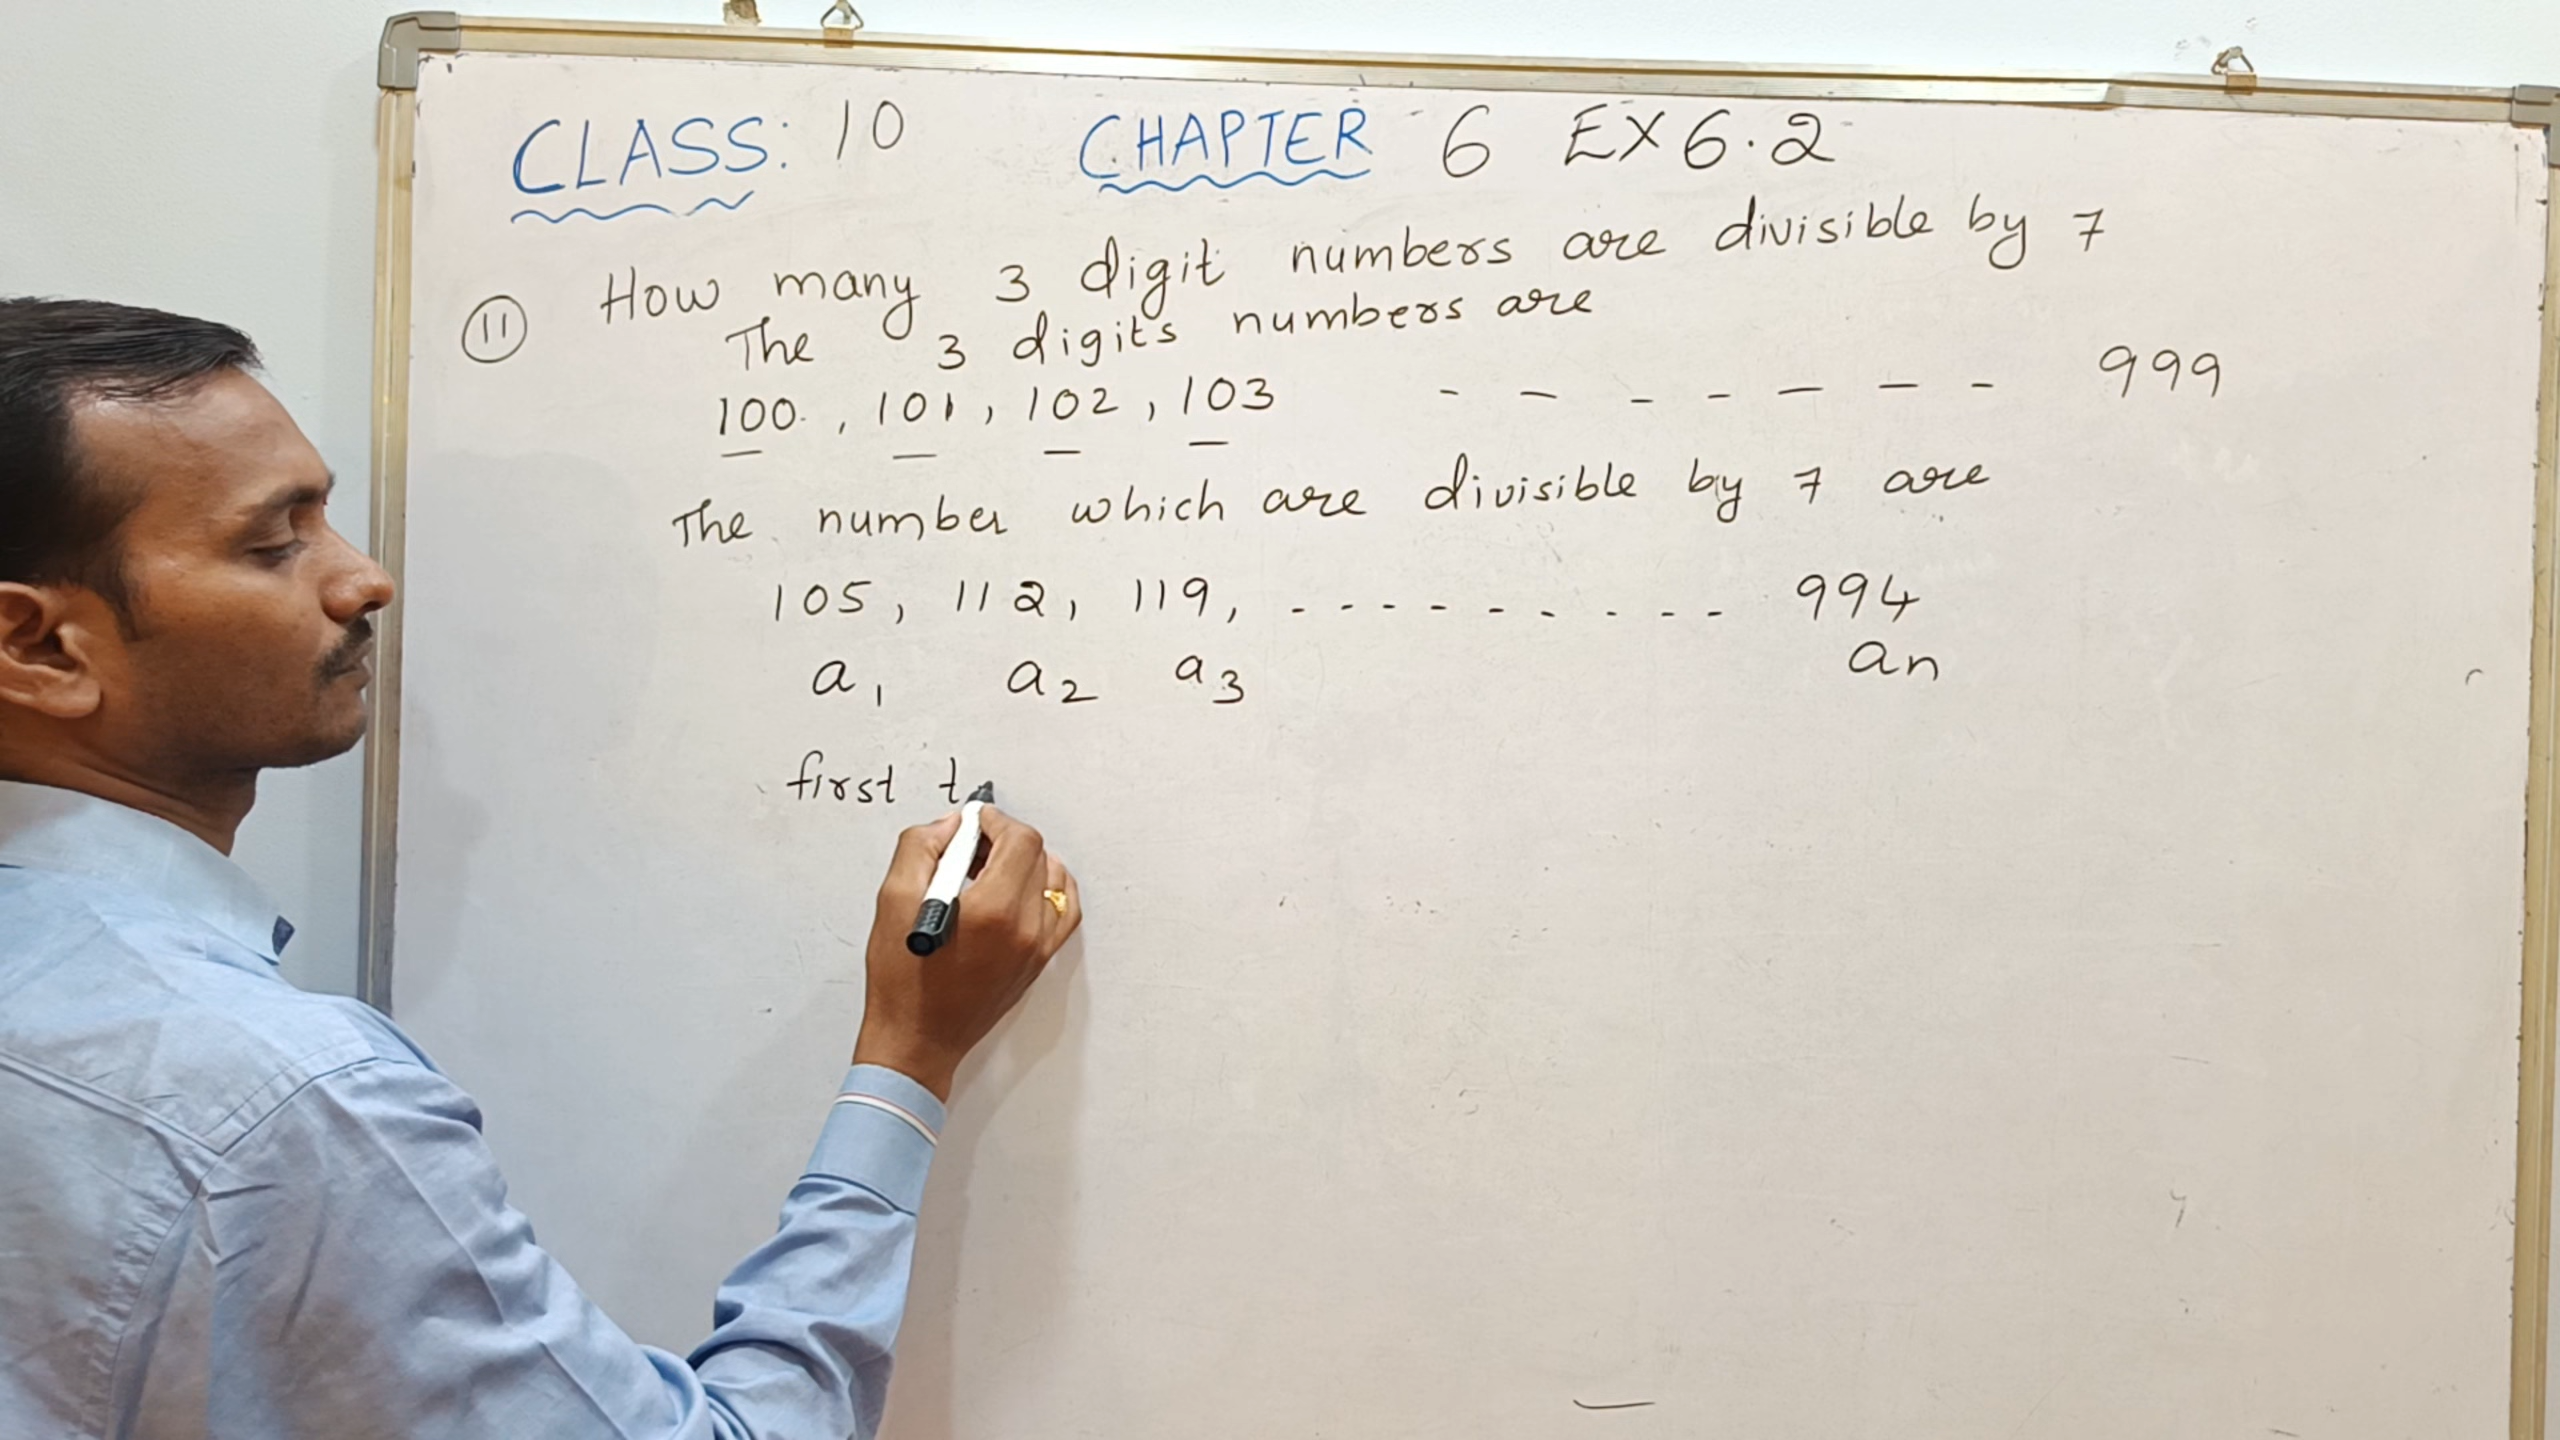 CLASS: 10 CHAPTER 6 EX 6.2
11 How many 3 digit numbers are divisible by 7
The 3 digits numbers are
100, 101, 102, 103 - - - - - - - 999
The number which are divisible by 7 are
105, 112, 119, - - - - - - - - - - 994
a1 a2 a3 an
first t